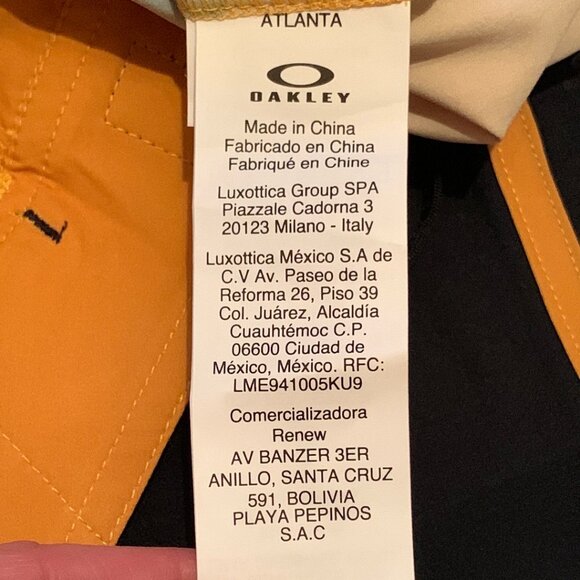 ATLANTA
OAKLEY
Made in China
Fabricado en China
Fabriqué en Chine
Luxottica Group SPA
Piazzale Cadorna 3
20123 Milano - Italy
Luxottica México S.A de
C.V Av. Paseo de la
Reforma 26, Piso 39
Col. Juárez, Alcaldía
Cuauhtémoc C.P.
06600 Ciudad de
México, México. RFC:
LME941005KU9
Comercializadora
Renew
AV BANZER 3ER
ANILLO, SANTA CRUZ
591, BOLIVIA
PLAYA PEPINOS
S.A.C